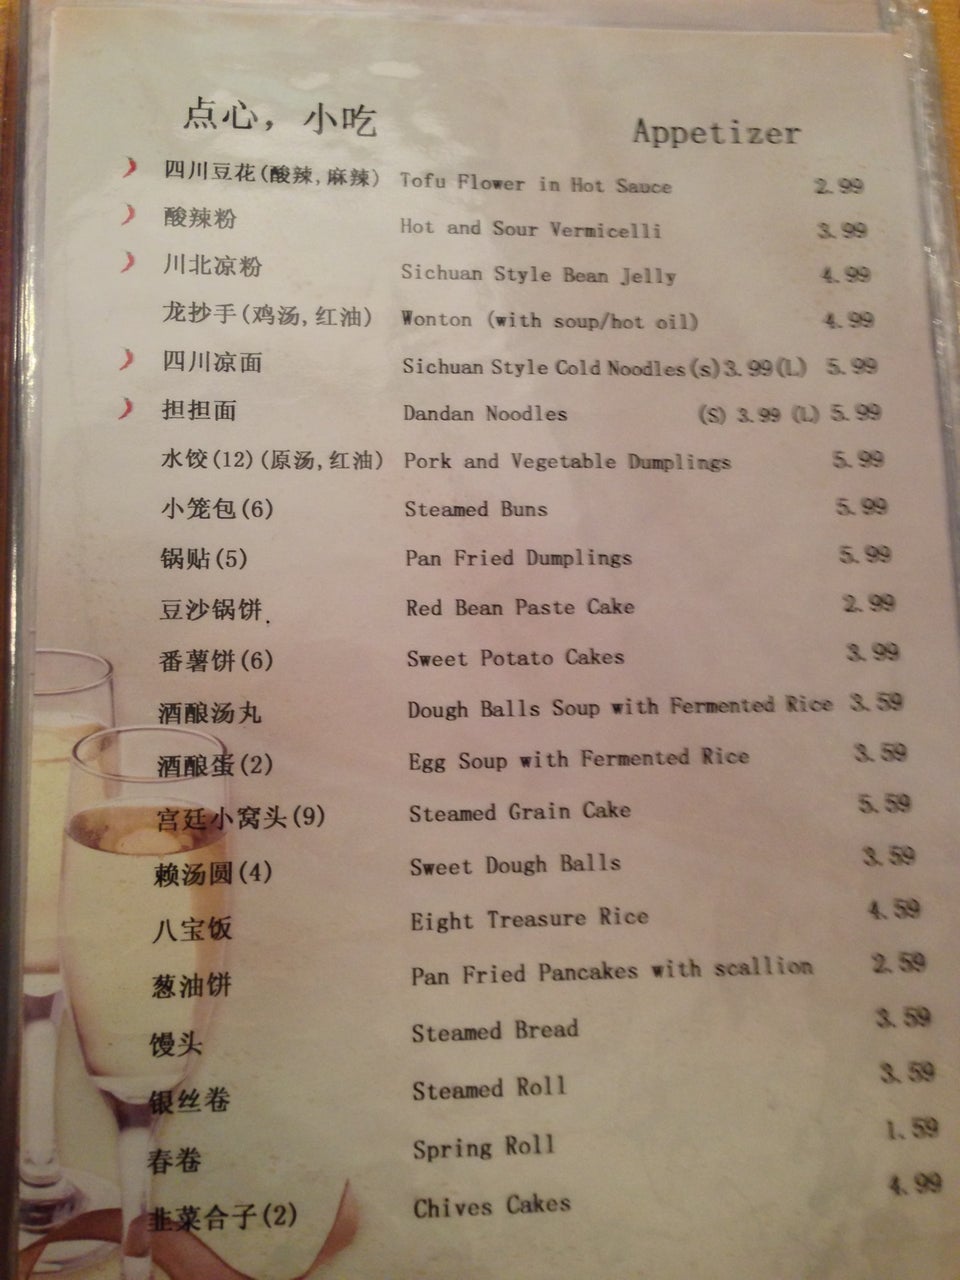 点心，小吃 Appetizer
四川豆花(酸辣,麻辣) Tofu Flower in Hot Sauce 2.99
酸辣粉 Hot and Sour Vermicelli 3.99
川北凉粉 Sichuan Style Bean Jelly 4.99
龙抄手(鸡汤,红油) Wonton (with soup/hot oil) 4.99
四川凉面 Sichuan Style Cold Noodles(s)3.99(L) 5.99
担担面 Dandan Noodles (S) 3.99 (L) 5.99
水饺(12)(原汤,红油) Pork and Vegetable Dumplings 5.99
小笼包(6) Steamed Buns 5.99
锅贴(5) Pan Fried Dumplings 5.99
豆沙锅饼. Red Bean Paste Cake 2.99
番薯饼(6) Sweet Potato Cakes 3.99
酒酿汤丸 Dough Balls Soup with Fermented Rice 3.59
酒酿蛋(2) Egg Soup with Fermented Rice 3.59
宫廷小窝头(9) Steamed Grain Cake 5.59
赖汤圆(4) Sweet Dough Balls 3.59
八宝饭 Eight Treasure Rice 4.59
葱油饼 Pan Fried Pancakes with scallion 2.59
馒头 Steamed Bread 3.59
银丝卷 Steamed Roll 3.59
春卷 Spring Roll 1.59
韭菜合子(2) Chives Cakes 4.99